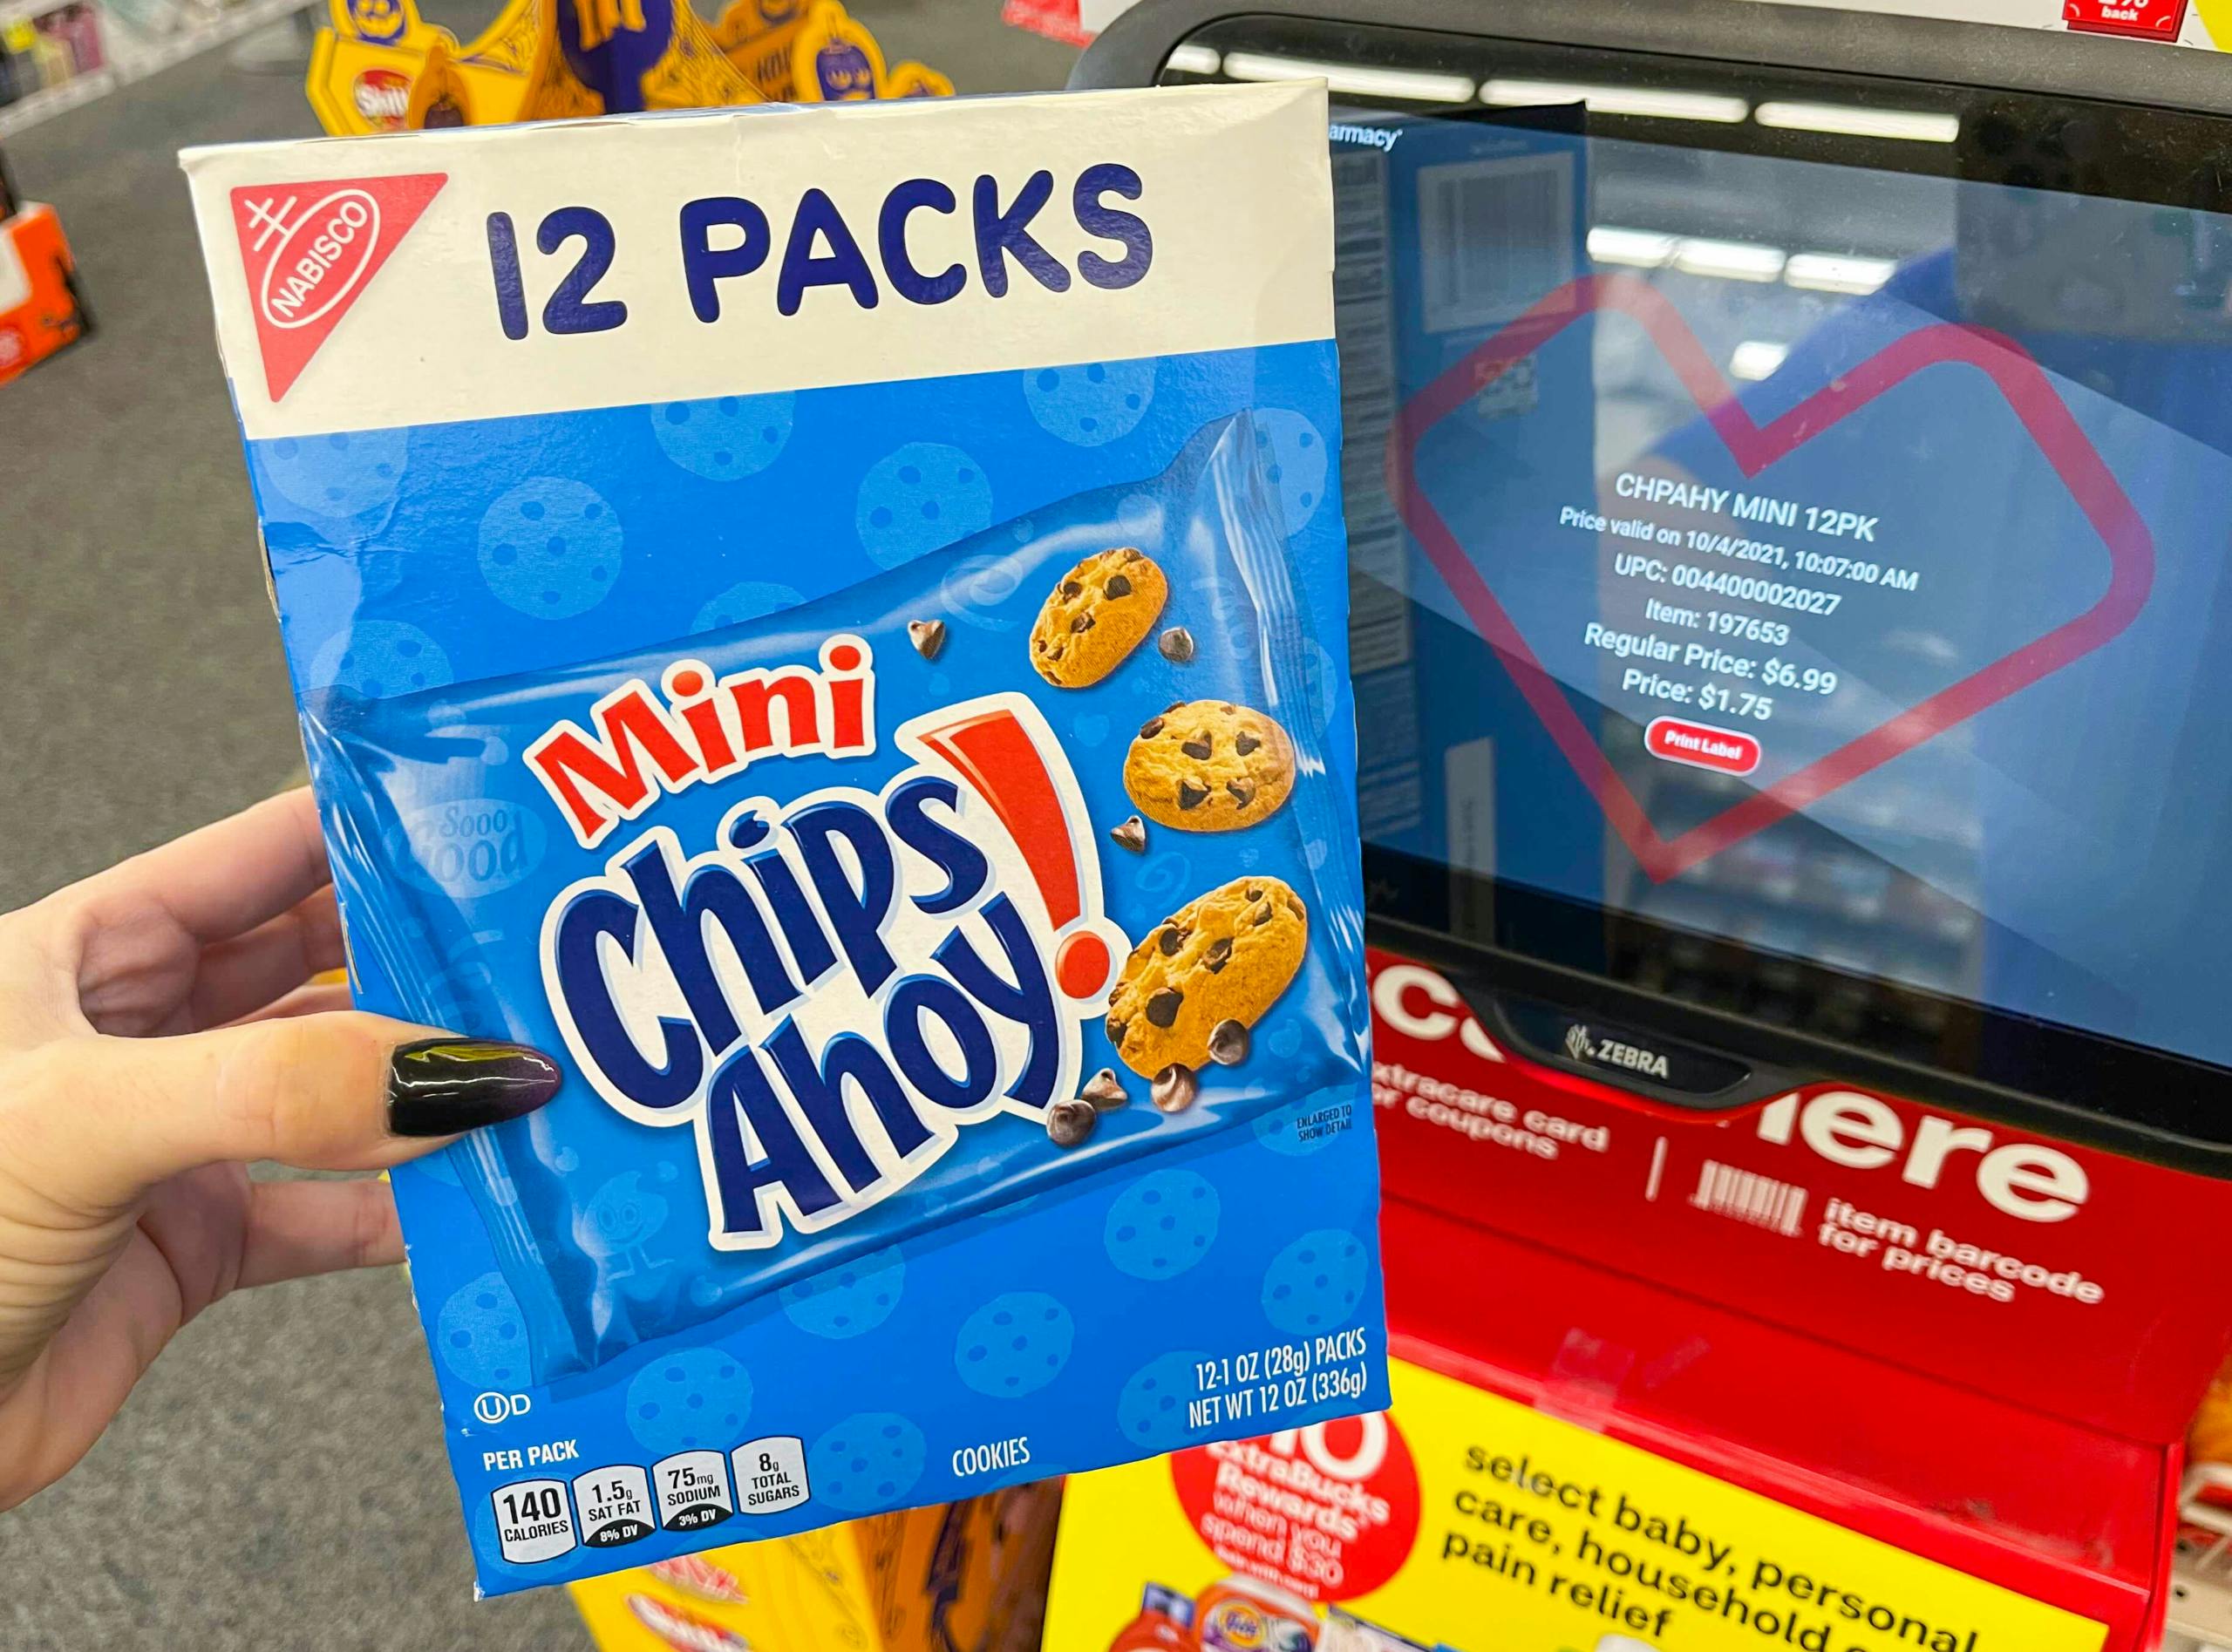 NABISCO
12 PACKS
Sooo
Good
Mini
Chips
Ahoy!
ENLARGED TO
SHOW DETAIL
12-1 OZ (28g) PACKS
NET WT 12 OZ (336g)
U D
PER PACK
140
CALORIES
1.5g
SAT FAT
8% DV
75mg
SODIUM
3% DV
8g
TOTAL
SUGARS
COOKIES
back
armacy
CHPAHY MINI 12PK
Price valid on 10/4/2021, 10:07:00 AM
UPC: 004400002027
Item: 197653
Regular Price: $6.99
Price: $1.75
Print Label
ZEBRA
ere
xtracare card
or coupons
item barcode
for prices
10
ExtraBucks
Rewards
when you
spend $30
select baby, personal
care, household
pain relief